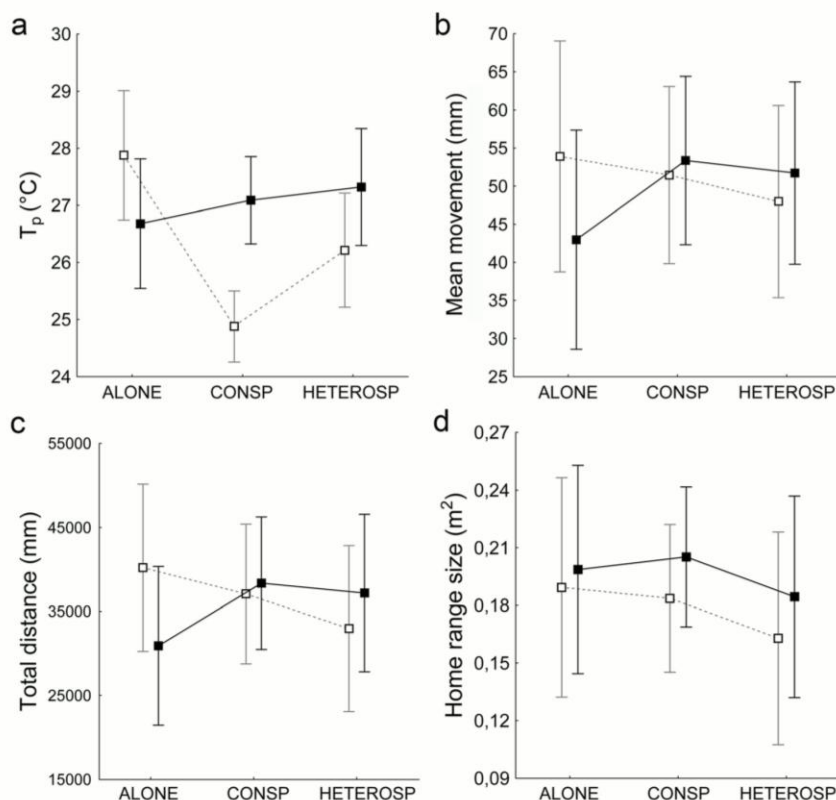 a
30
29
28
27
26
25
24
Tp (°C)
ALONE CONSP HETEROSP
b
70
65
60
55
50
45
40
35
30
25
Mean movement (mm)
ALONE CONSP HETEROSP
c
55000
45000
35000
25000
15000
Total distance (mm)
ALONE CONSP HETEROSP
d
0,27
0,24
0,21
0,18
0,15
0,12
0,09
Home range size (m²)
ALONE CONSP HETEROSP